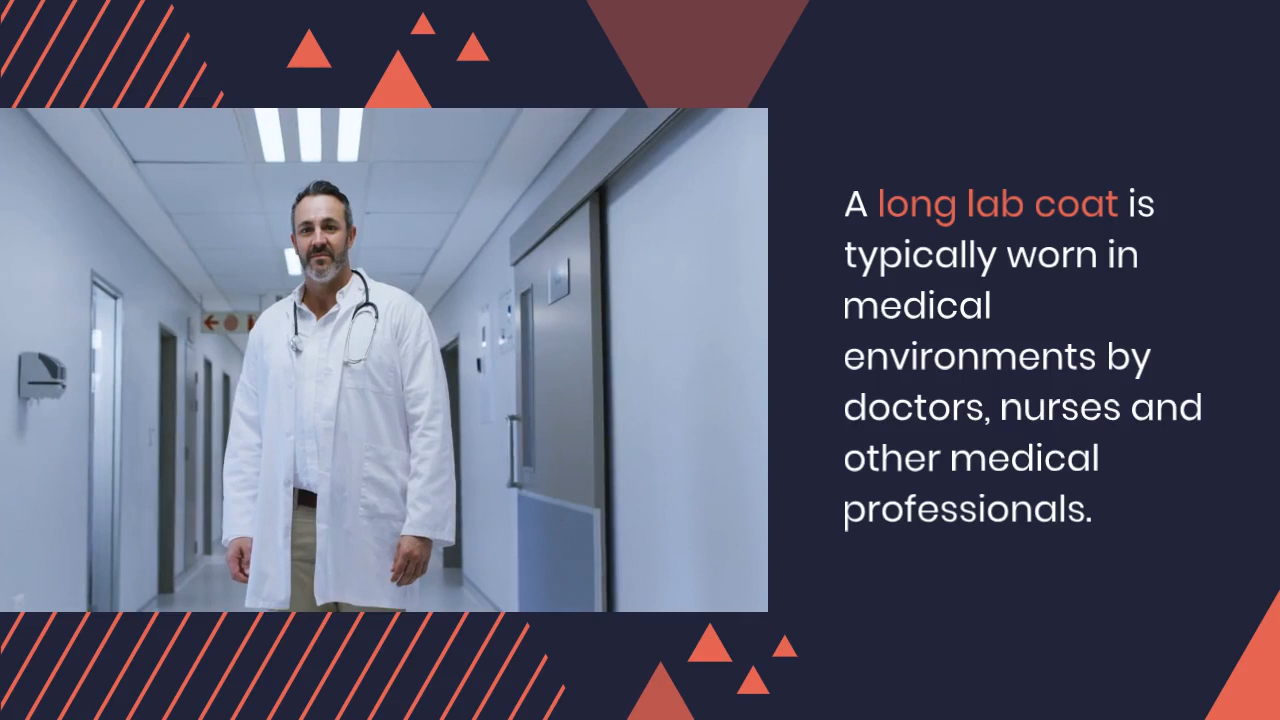 A long lab coat is
typically worn in
medical
environments by
doctors, nurses and
other medical
professionals.